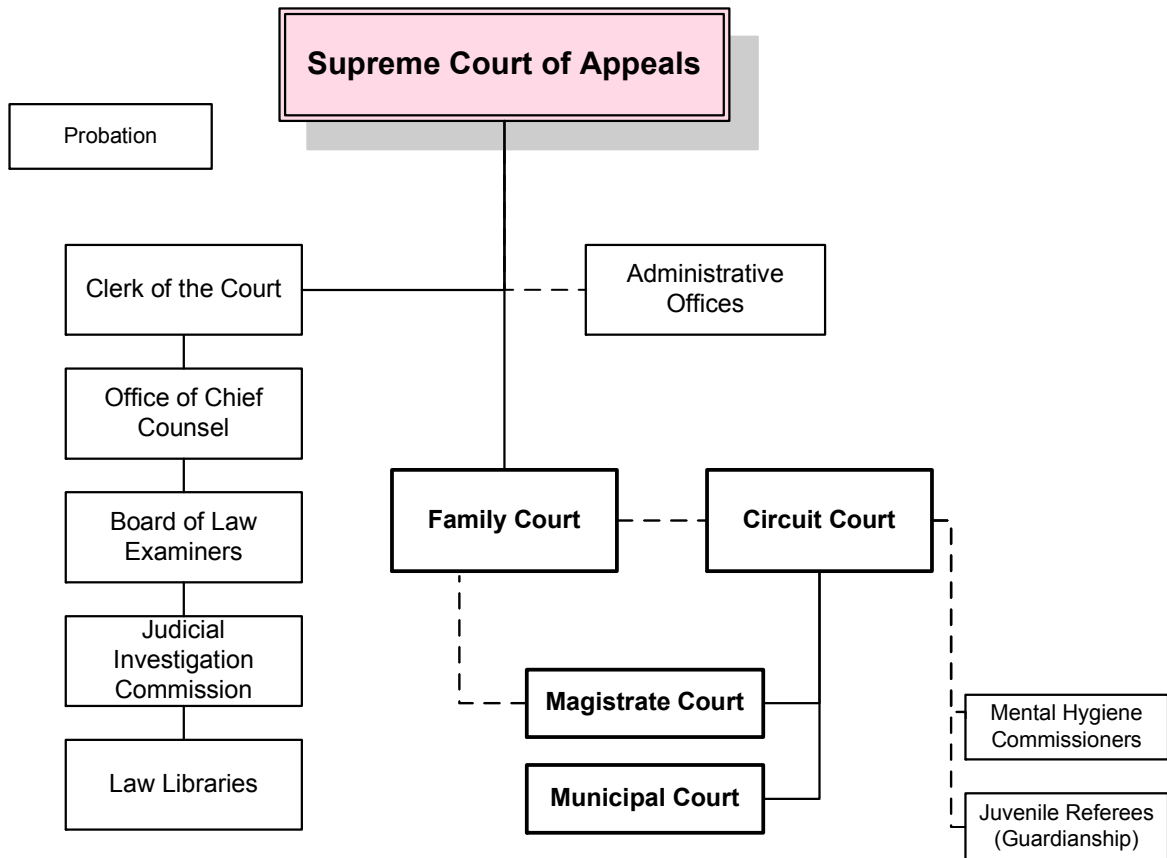 Supreme Court of Appeals
Probation
Clerk of the Court
Administrative
Offices
Office of Chief
Counsel
Board of Law
Examiners
Judicial
Investigation
Commission
Law Libraries
Family Court
Circuit Court
Magistrate Court
Municipal Court
Mental Hygiene
Commissioners
Juvenile Referees
(Guardianship)